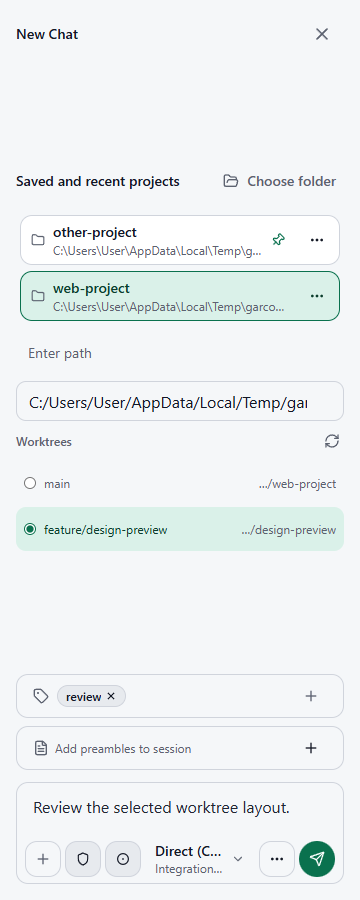 New Chat
Saved and recent projects
Choose folder
other-project
C:\Users\User\AppData\Local\Temp\g...
web-project
C:\Users\User\AppData\Local\Temp\garco...
Enter path
C:/Users/User/AppData/Local/Temp/gar
Worktrees
main .../web-project
feature/design-preview .../design-preview
review
Add preambles to session
Review the selected worktree layout.
Direct (C...
Integration...